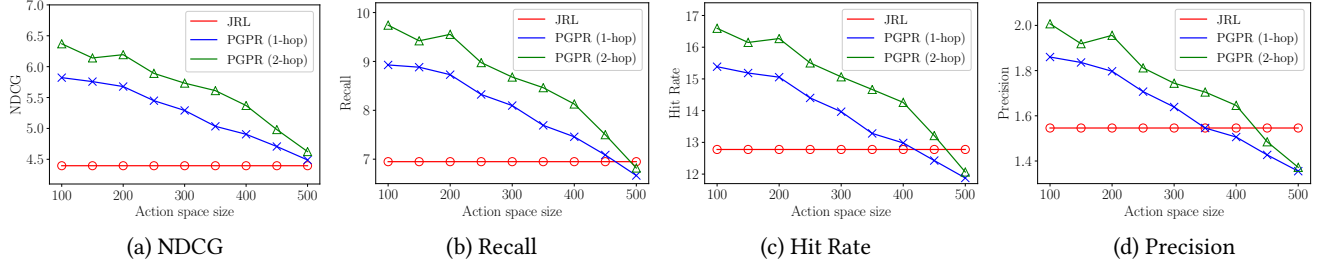 7.0
6.5
6.0
5.5
5.0
4.5
NDCG
100
200
300
400
500
Action space size
JRL
PGPR (1-hop)
PGPR (2-hop)
(a) NDCG
10
9
8
7
Recall
100
200
300
400
500
Action space size
JRL
PGPR (1-hop)
PGPR (2-hop)
(b) Recall
17
16
15
14
13
12
Hit Rate
100
200
300
400
500
Action space size
JRL
PGPR (1-hop)
PGPR (2-hop)
(c) Hit Rate
2.0
1.8
1.6
1.4
Precision
100
200
300
400
500
Action space size
JRL
PGPR (1-hop)
PGPR (2-hop)
(d) Precision